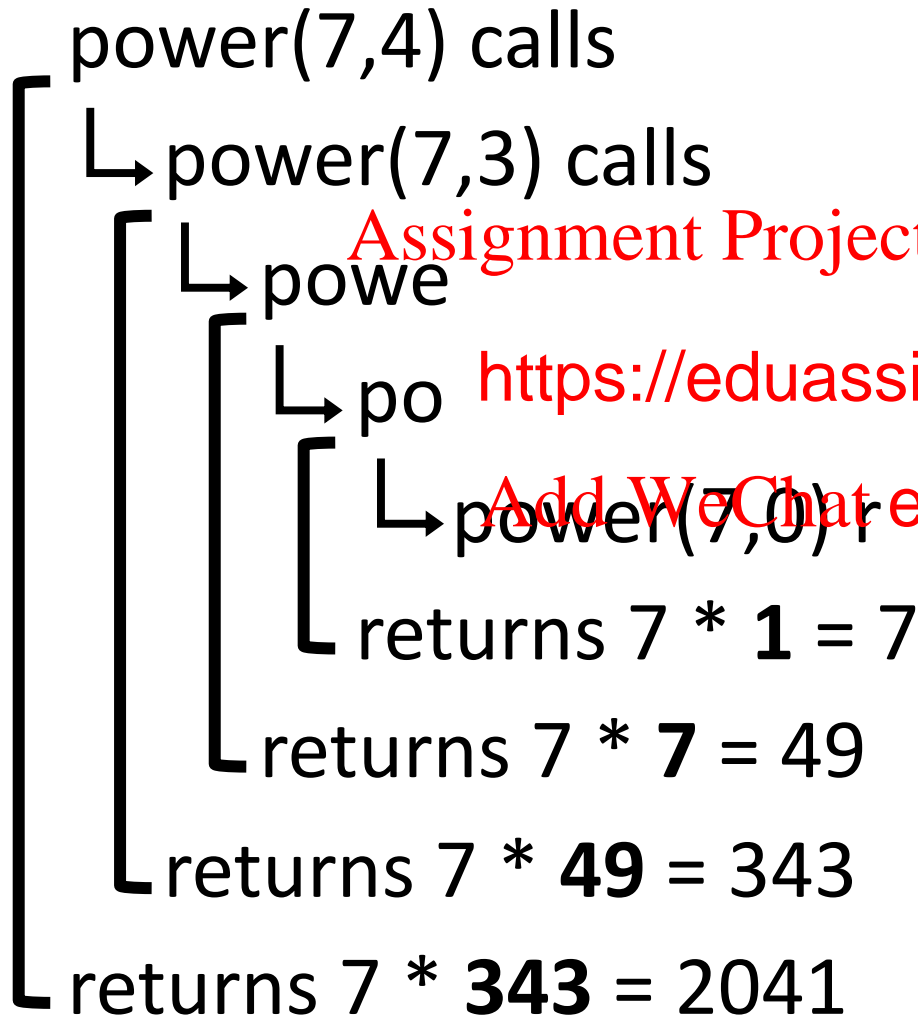 power(7,4) calls
power(7,3) calls
Assignment Project
powe
https://eduassi
po
Add WeChat e
power(7,0) r
returns 7 * 1 = 7
returns 7 * 7 = 49
returns 7 * 49 = 343
returns 7 * 343 = 2041